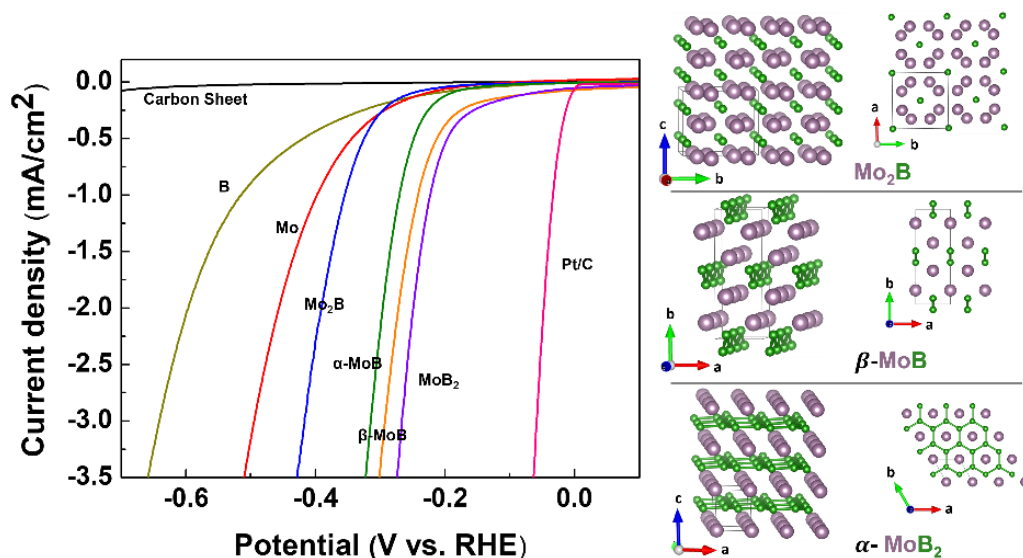 Current density (mA/cm²)
0.0
-0.5
-1.0
-1.5
-2.0
-2.5
-3.0
-3.5
-0.6
-0.4
-0.2
0.0
Potential (V vs. RHE)
Carbon Sheet
B
Mo
Mo₂B
α-MoB
β-MoB
MoB₂
Pt/C
c
b
a
b
Mo₂B
b
a
b
a
β-MoB
c
a
b
a
α- MoB₂